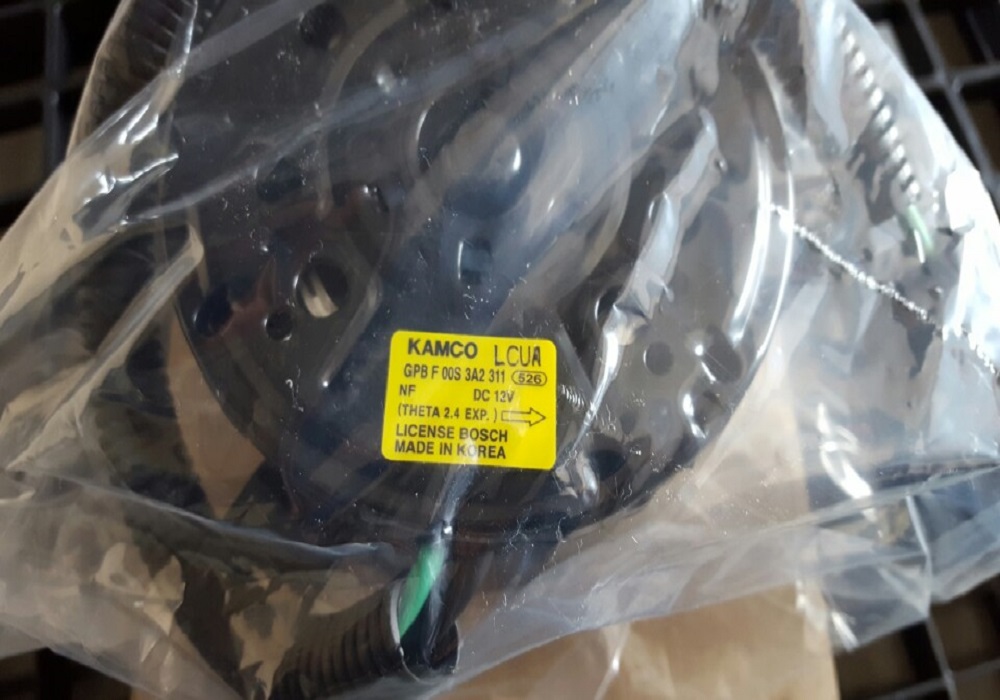 KAMCO LCUA
GPB F 00S 3A2 311 526
NF DC 12V
(THETA 2.4 EXP.)
LICENSE BOSCH
MADE IN KOREA